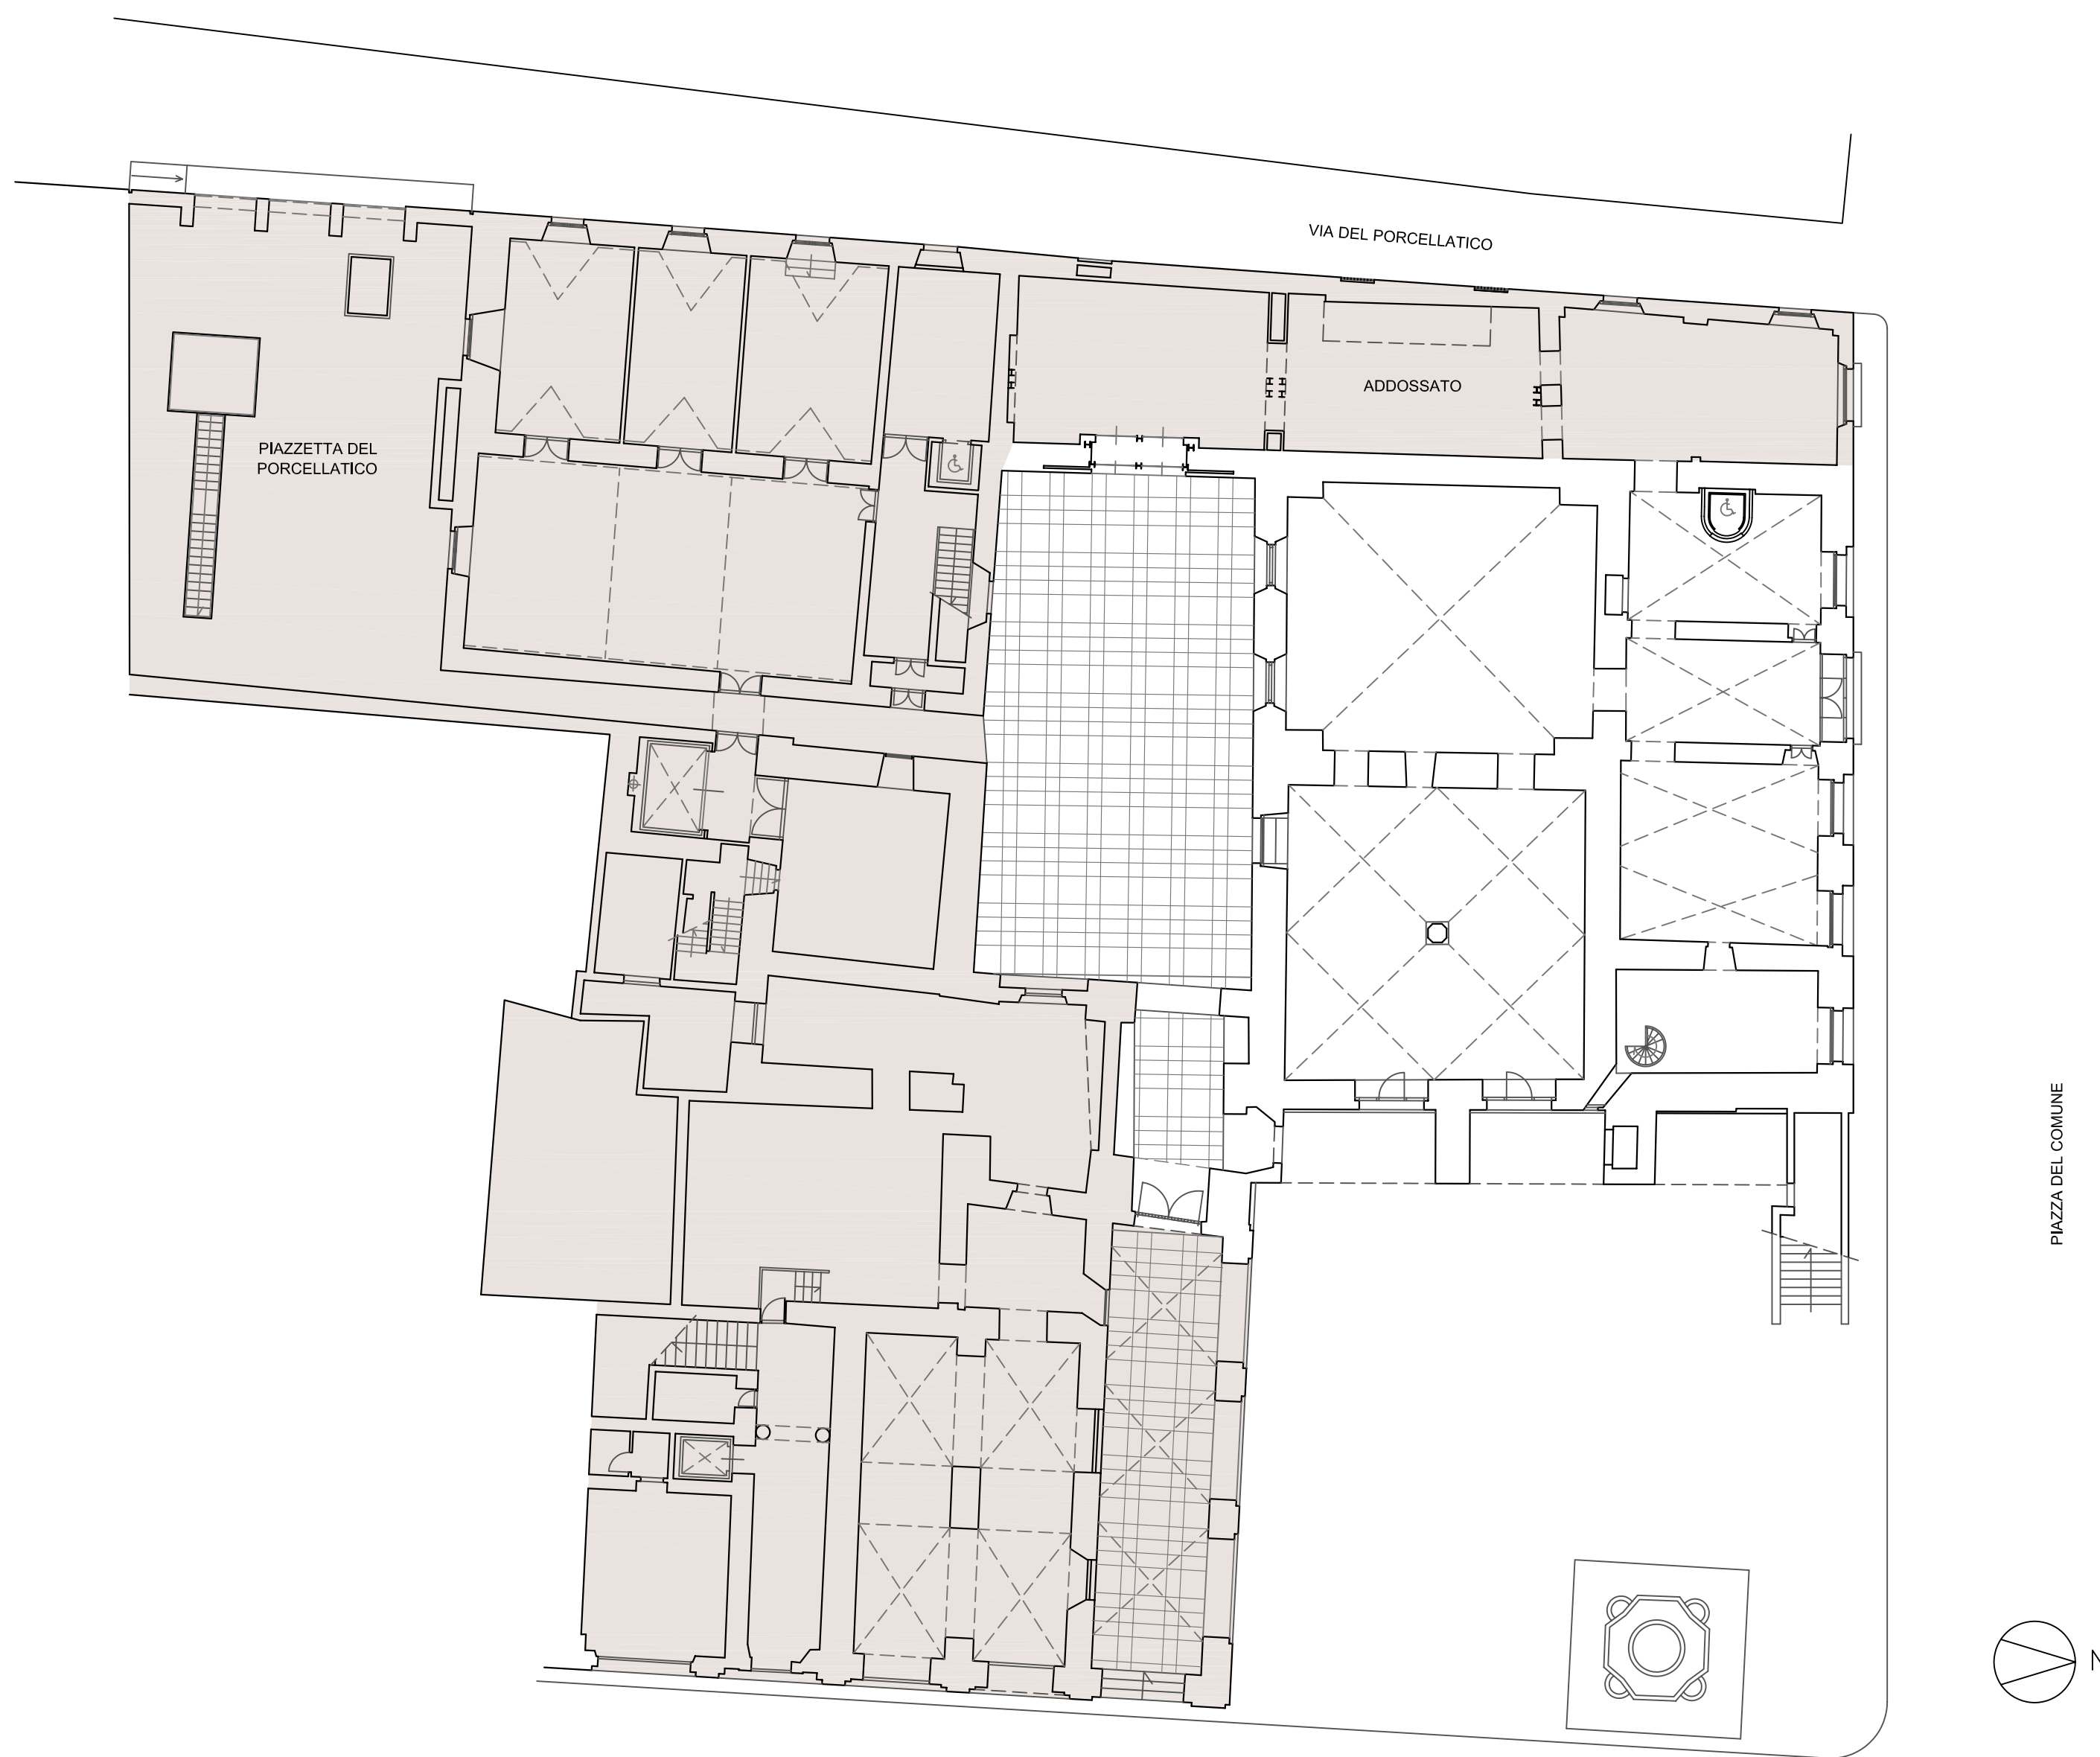 VIA DEL PORCELLATICO
ADDOSSATO
PIAZZETTA DEL
PORCELLATICO
PIAZZA DEL COMUNE
N